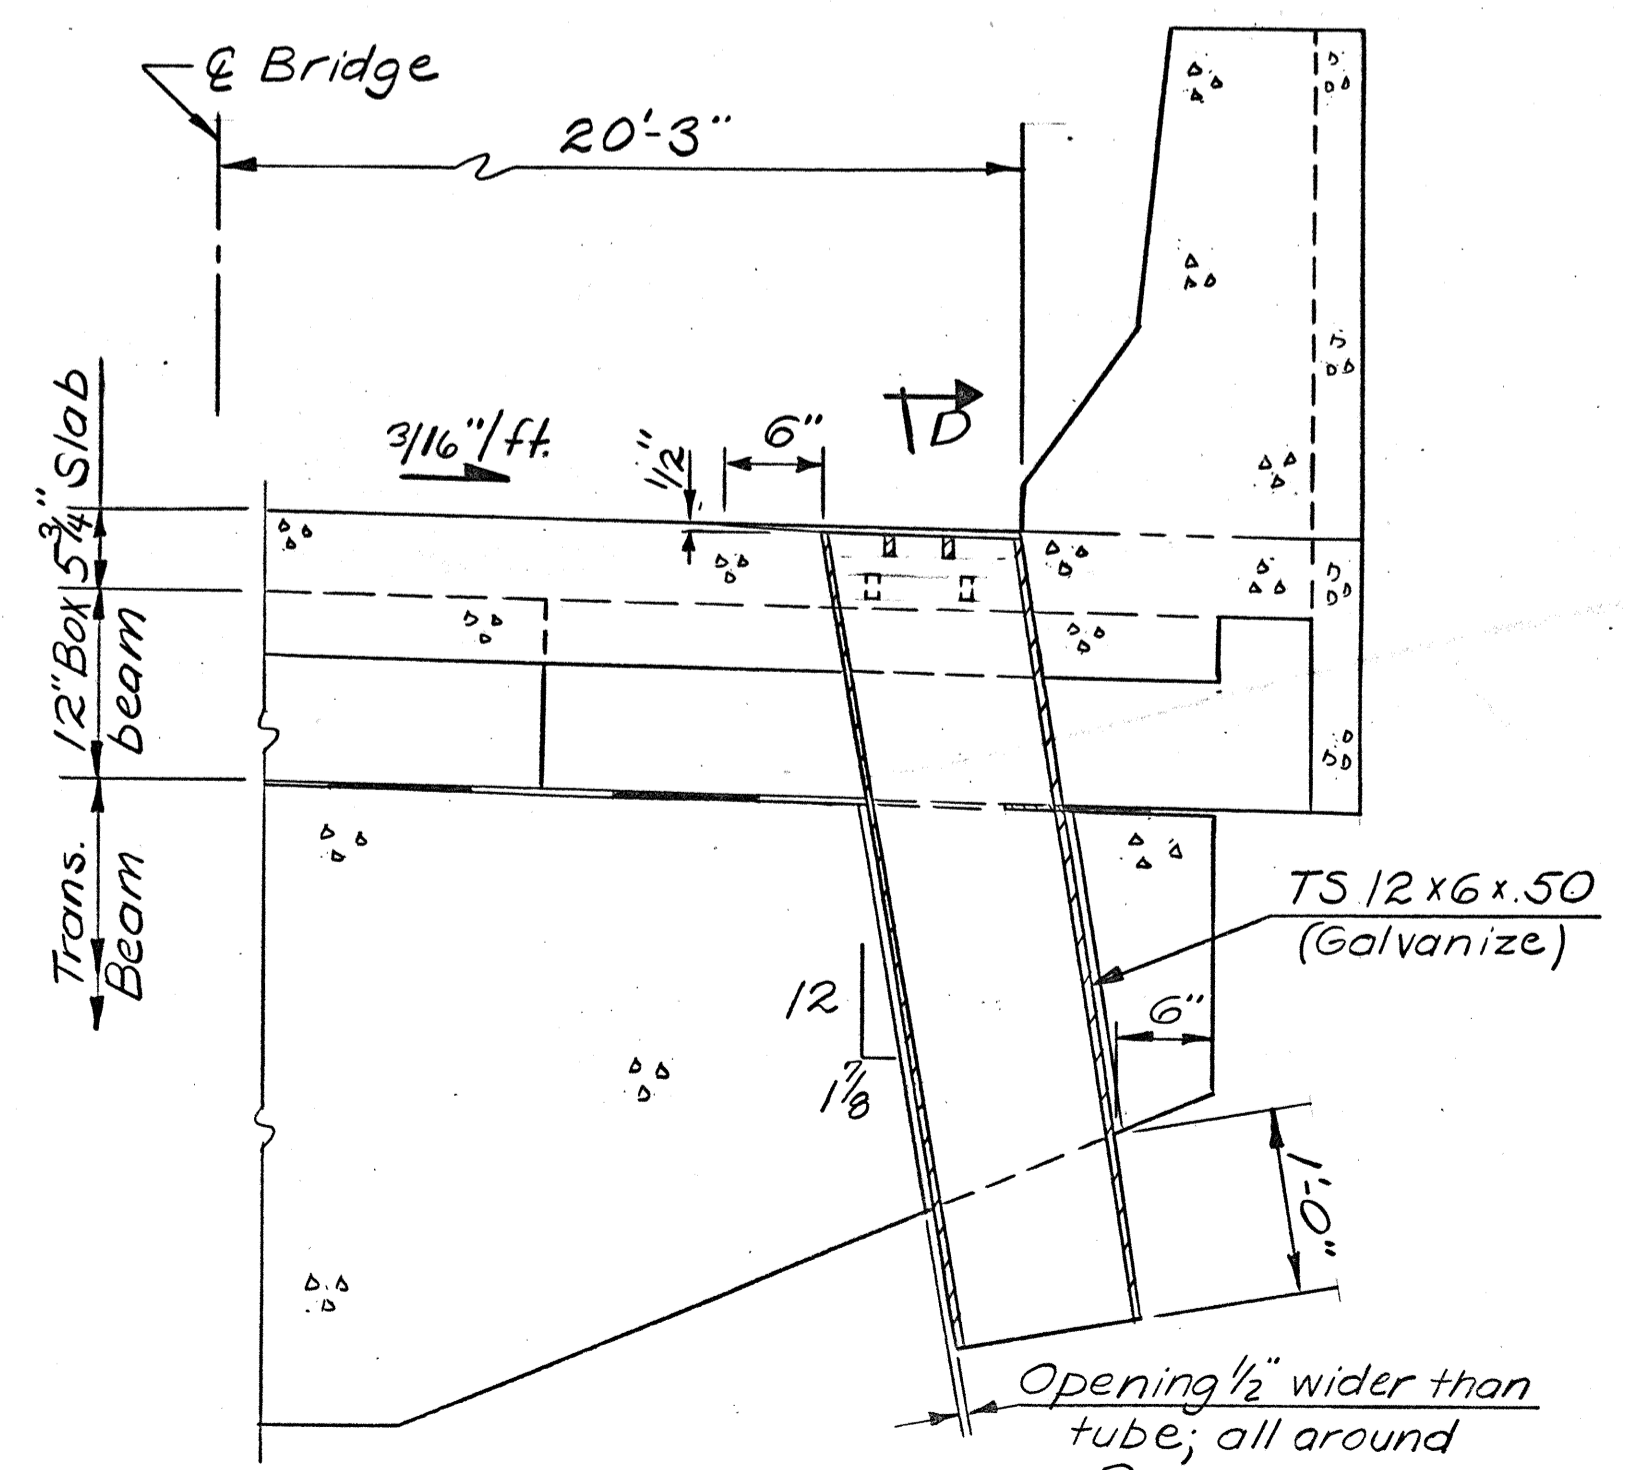 ℄ Bridge
20'-3"
3/16"/ft.
1/2"
6"
D
5 3/4" Slab
12" Box
beam
Trans.
Beam
TS 12 x 6 x .50
(Galvanize)
12
1 7/8
6"
1'-0"
Opening 1/2" wider than
tube; all around